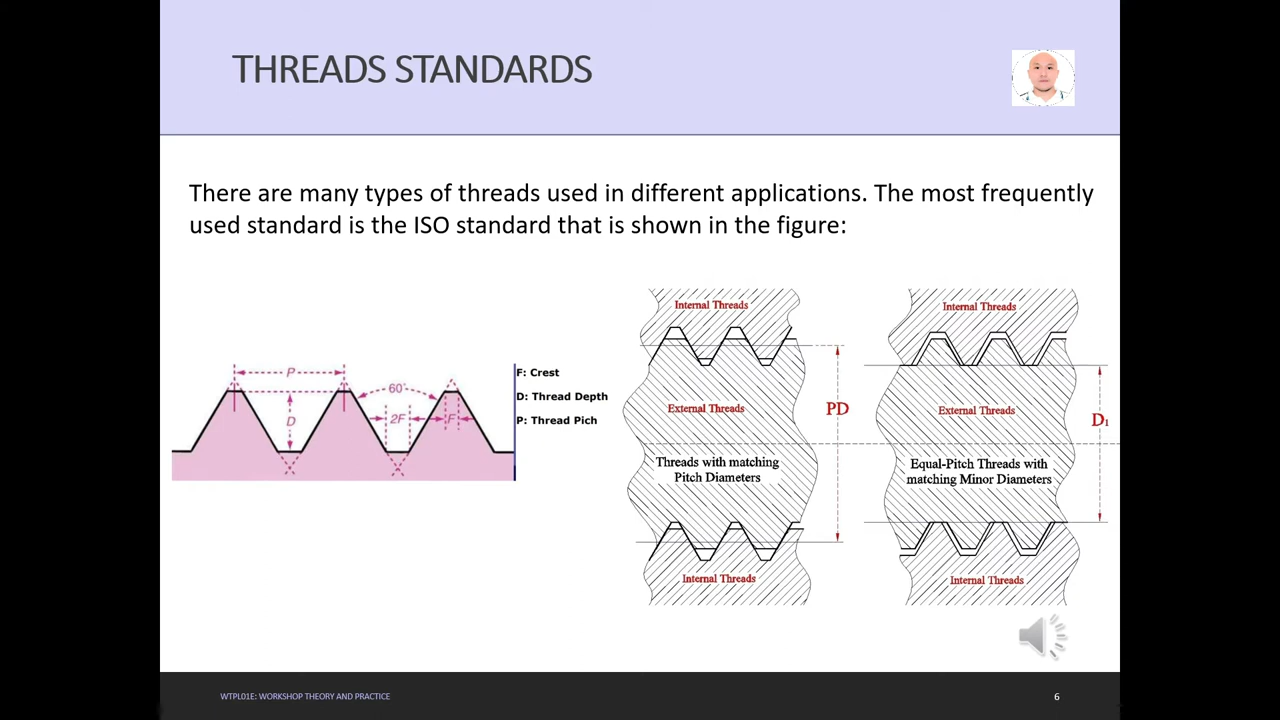 THREADS STANDARDS
There are many types of threads used in different applications. The most frequently
used standard is the ISO standard that is shown in the figure:
P
60°
D
2F
F
F: Crest
D: Thread Depth
P: Thread Pich
Internal Threads
External Threads
PD
Threads with matching
Pitch Diameters
Internal Threads
Internal Threads
External Threads
D₁
Equal-Pitch Threads with
matching Minor Diameters
Internal Threads
WTPL01E: WORKSHOP THEORY AND PRACTICE
6